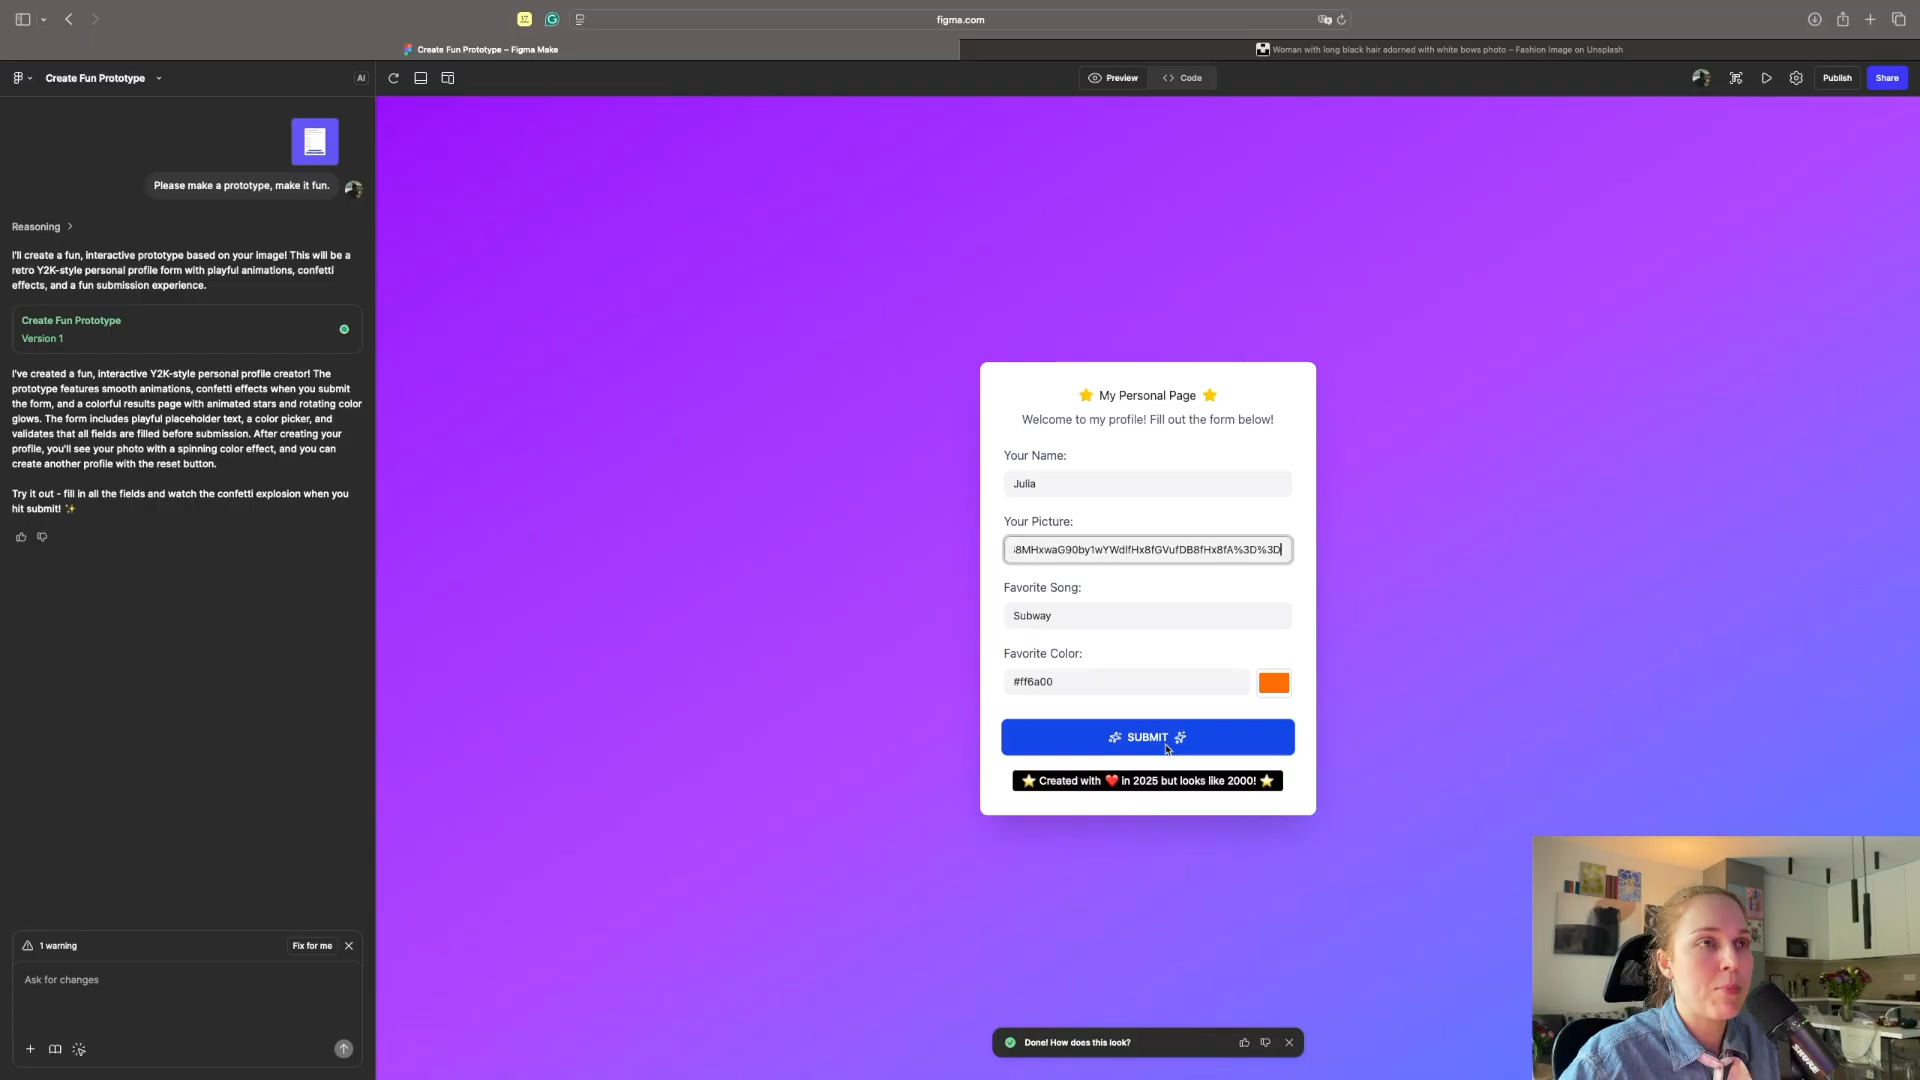 figma.com
Create Fun Prototype – Figma Make
Woman with long black hair adorned with white bows photo – Fashion Image on Unsplash
Create Fun Prototype
AI
Preview
Code
Publish
Share
Please make a prototype, make it fun.
Reasoning
I'll create a fun, interactive prototype based on your image! This will be a
retro Y2K-style personal profile form with playful animations, confetti
effects, and a fun submission experience.
Create Fun Prototype
Version 1
I've created a fun, interactive Y2K-style personal profile creator! The
prototype features smooth animations, confetti effects when you submit
the form, and a colorful results page with animated stars and rotating color
glows. The form includes playful placeholder text, a color picker, and
validates that all fields are filled before submission. After creating your
profile, you'll see your photo with a spinning color effect, and you can
create another profile with the reset button.
Try it out - fill in all the fields and watch the confetti explosion when you
hit submit! ✨
1 warning
Fix for me
Ask for changes
⭐ My Personal Page ⭐
Welcome to my profile! Fill out the form below!
Your Name:
Julia
Your Picture:
8MHxwaG90by1wYWdlfHx8fGVufDB8fHx8fA%3D%3D
Favorite Song:
Subway
Favorite Color:
#ff6a00
SUBMIT
⭐ Created with ❤️ in 2025 but looks like 2000! ⭐
Done! How does this look?
SHURE